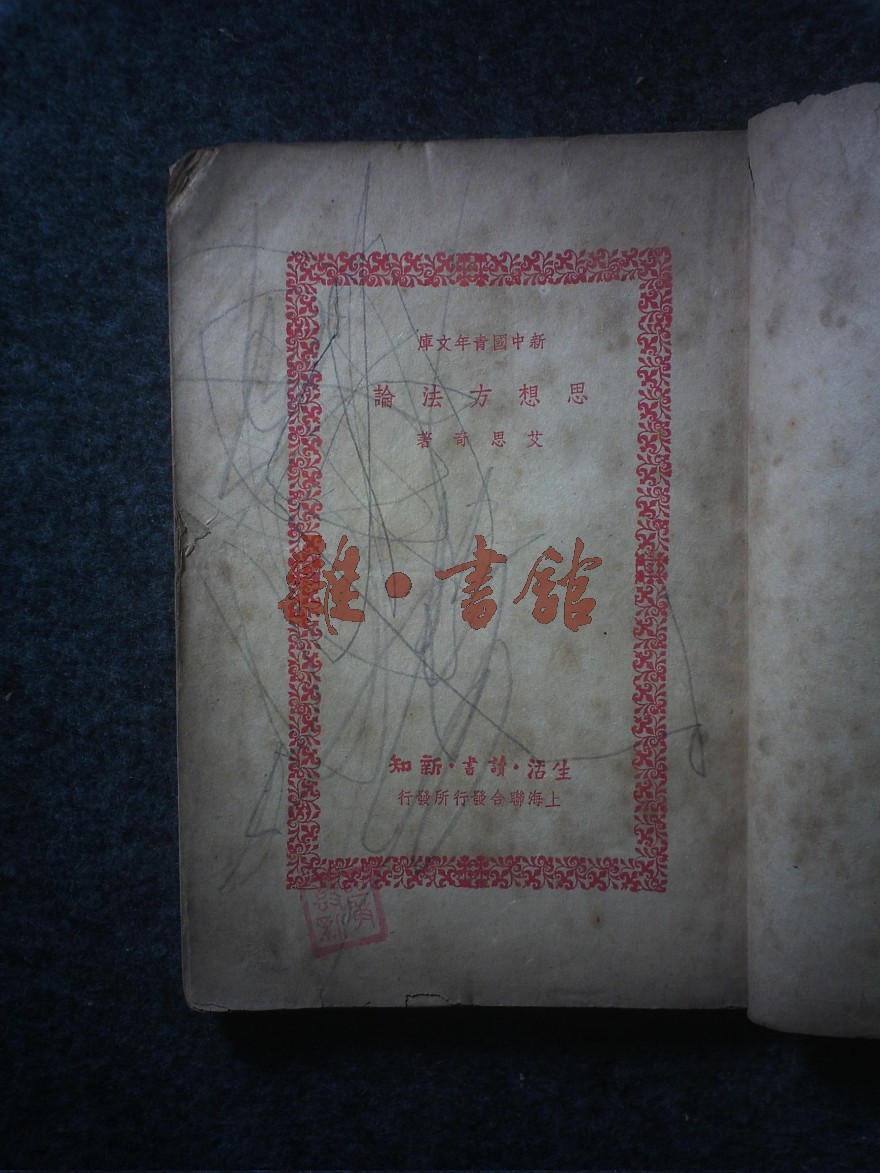 新中國青年文庫
思想方法論
艾思奇著
雜·書館
生活·讀書·新知
上海聯合發行所發行